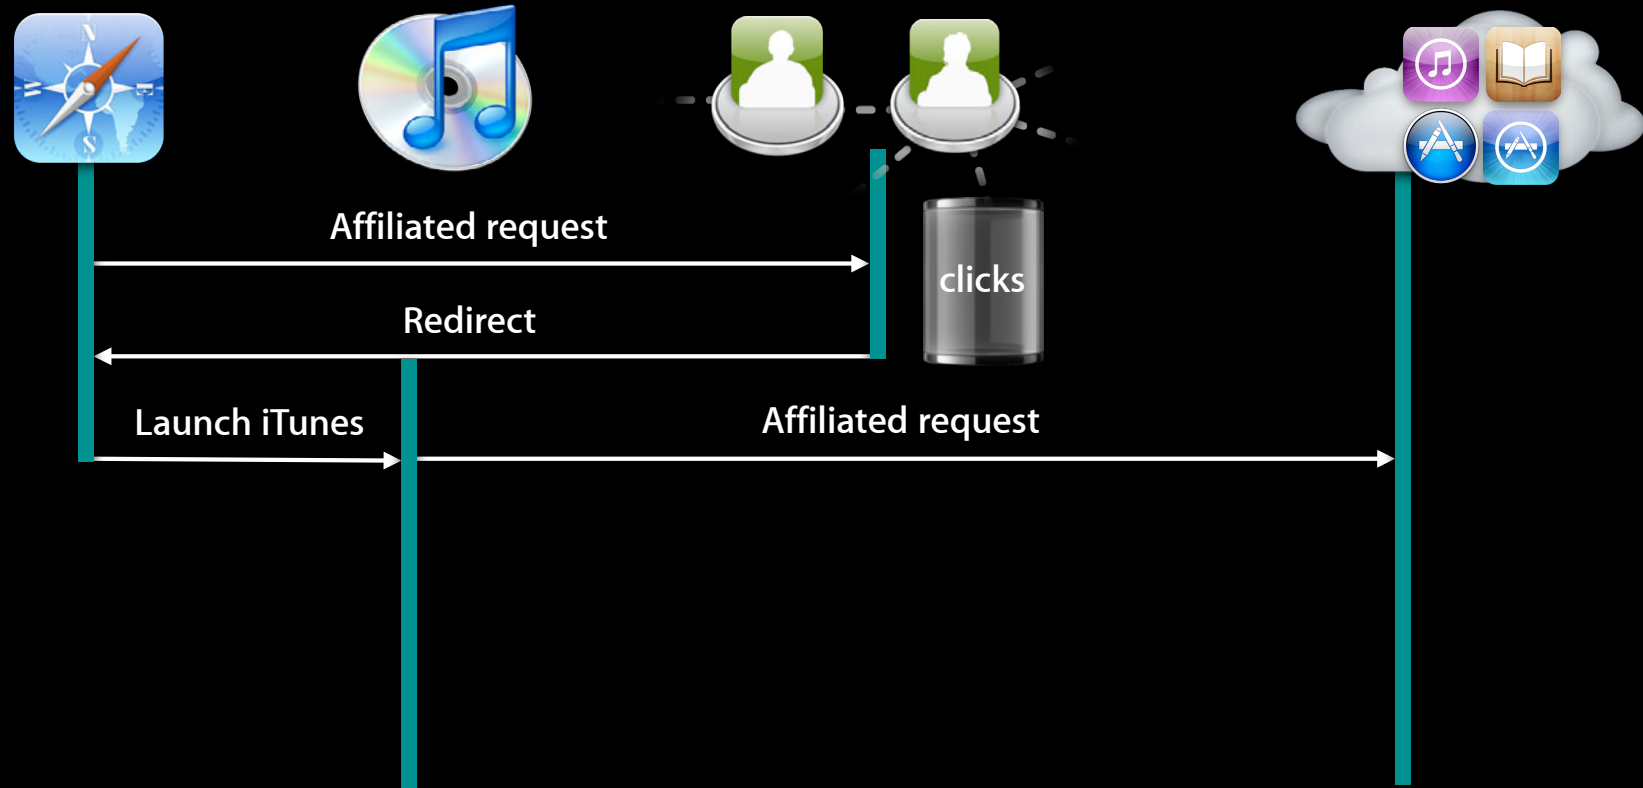 N
W
E
S
Affiliated request
clicks
Redirect
Launch iTunes
Affiliated request